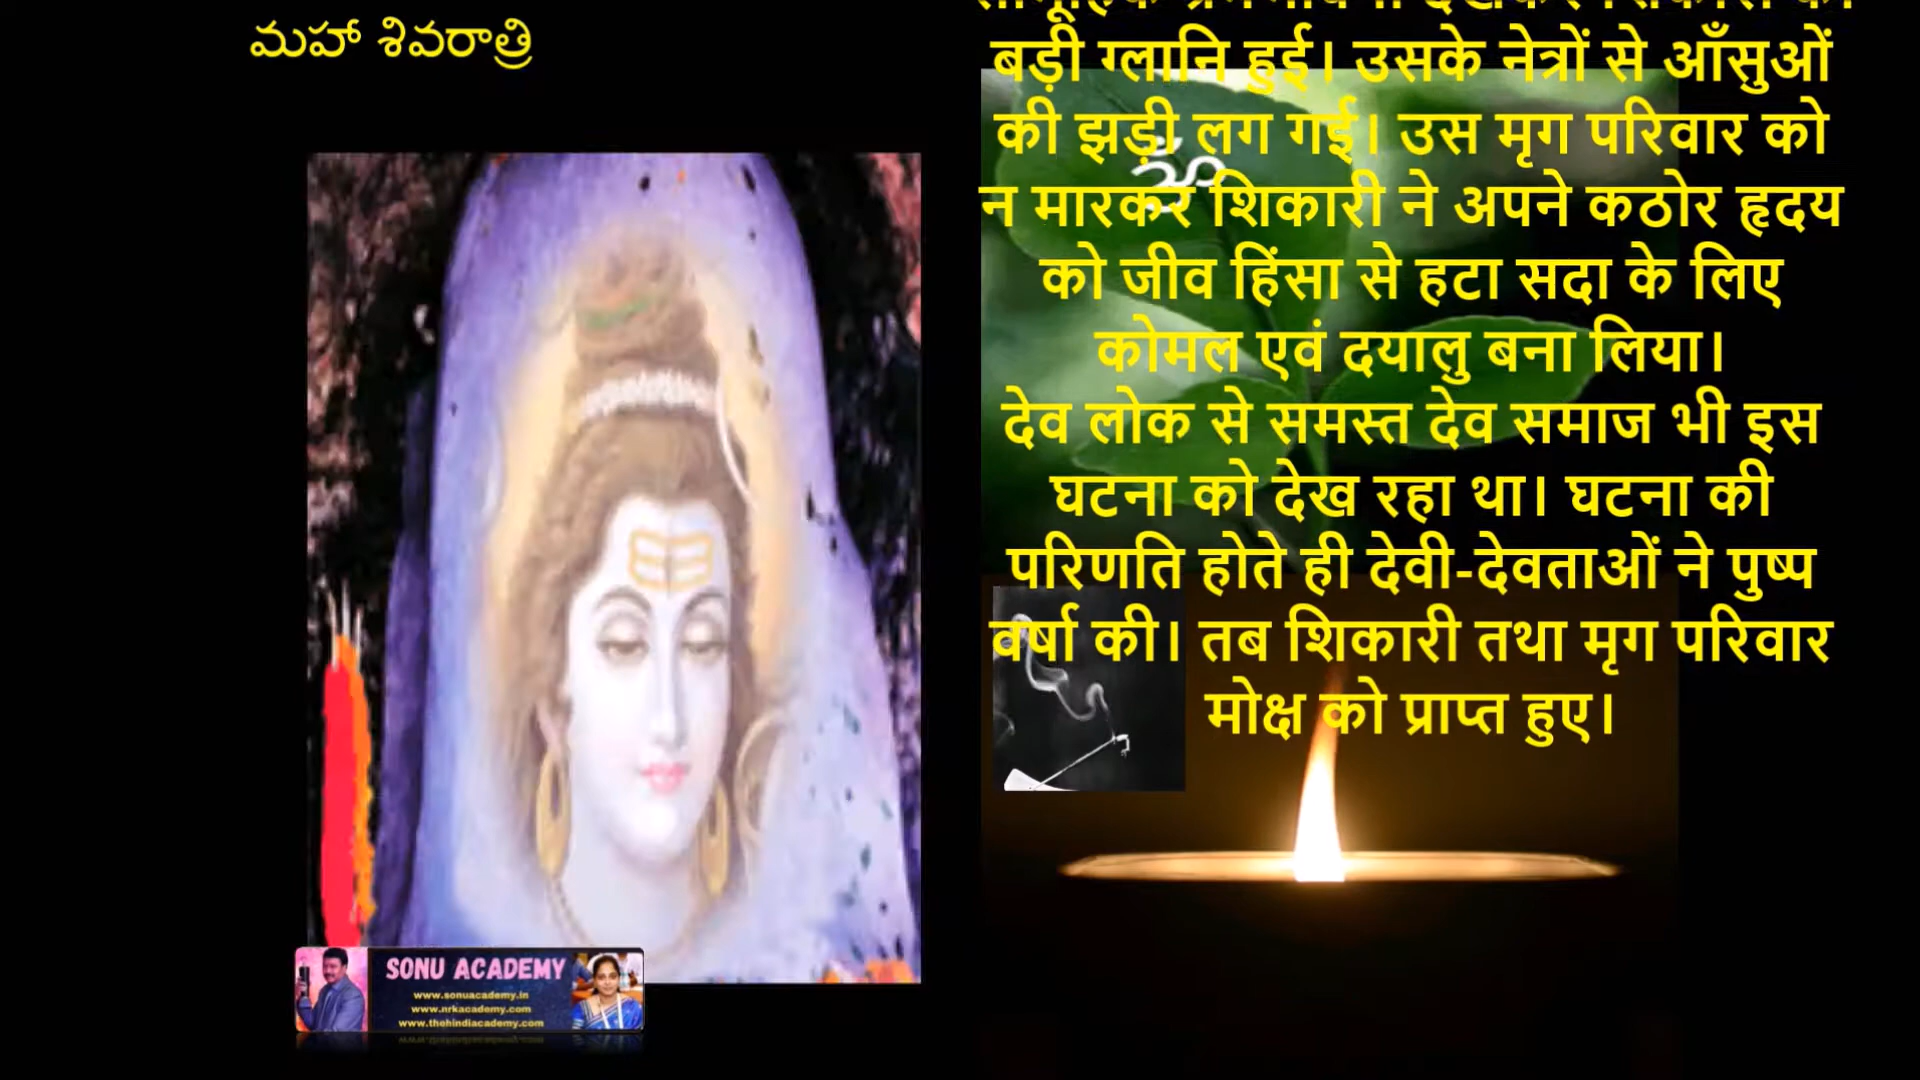 మహా శివరాత్రి
बड़ी ग्लानि हुई। उसके नेत्रों से आँसुओं
की झड़ी लग गई। उस मृग परिवार को
न मारकर शिकारी ने अपने कठोर हृदय
को जीव हिंसा से हटा सदा के लिए
कोमल एवं दयालु बना लिया।
देव लोक से समस्त देव समाज भी इस
घटना को देख रहा था। घटना की
परिणति होते ही देवी-देवताओं ने पुष्प
वर्षा की। तब शिकारी तथा मृग परिवार
मोक्ष को प्राप्त हुए।
ॐ
SONU ACADEMY
www.sonuacademy.in
www.nrkacademy.com
www.thehindiacademy.com